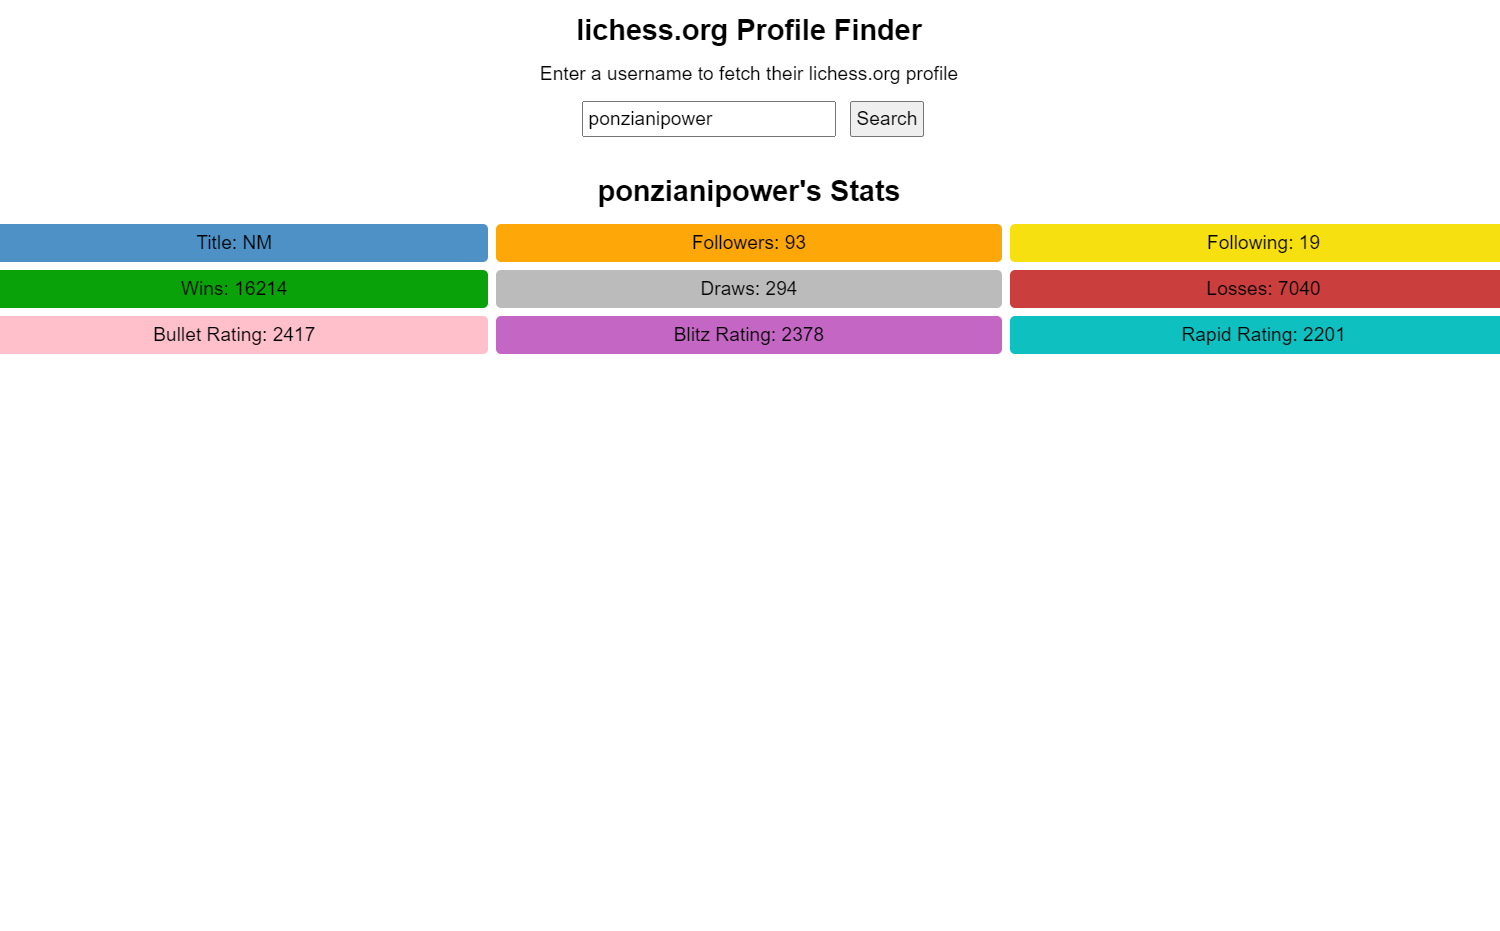 lichess.org Profile Finder
Enter a username to fetch their lichess.org profile
ponzianipower Search
ponzianipower's Stats
Title: NM Followers: 93 Following: 19
Wins: 16214 Draws: 294 Losses: 7040
Bullet Rating: 2417 Blitz Rating: 2378 Rapid Rating: 2201